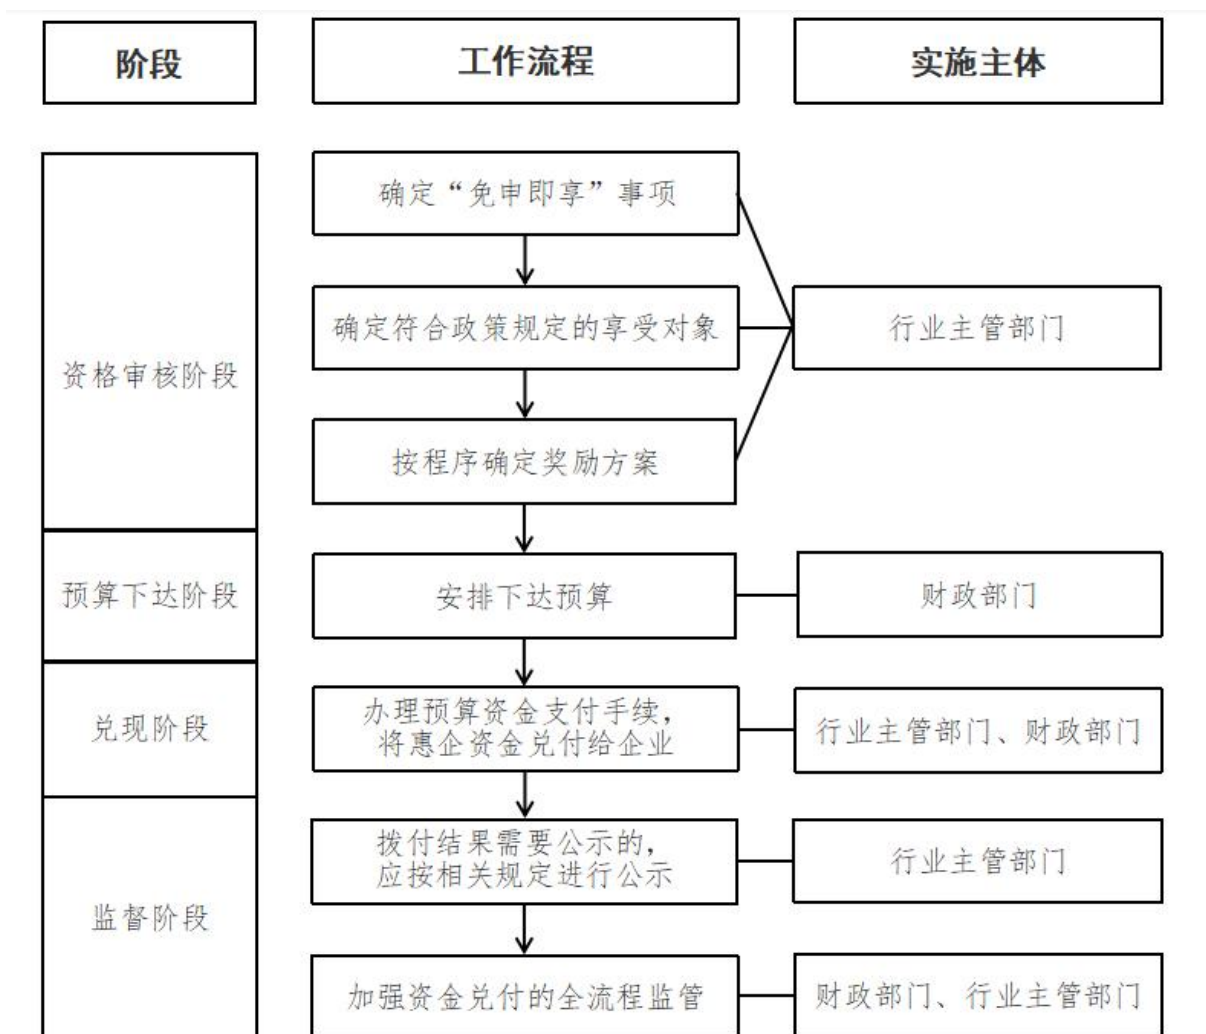 阶段
工作流程
实施主体
资格审核阶段
确定“免申即享”事项
确定符合政策规定的享受对象
行业主管部门
按程序确定奖励方案
预算下达阶段
安排下达预算
财政部门
兑现阶段
办理预算资金支付手续，
将惠企资金兑付给企业
行业主管部门、财政部门
监督阶段
拨付结果需要公示的，
应按相关规定进行公示
行业主管部门
加强资金兑付的全流程监管
财政部门、行业主管部门